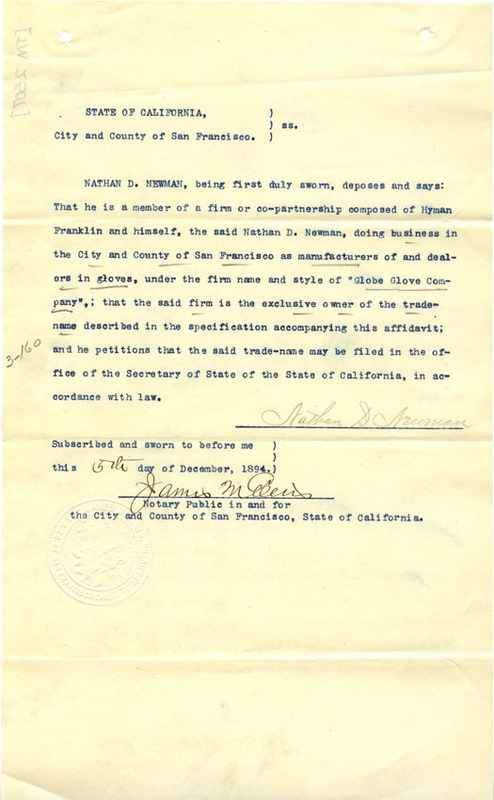 [TN 2509]
STATE OF CALIFORNIA, )
) ss.
City and County of San Francisco. )
NATHAN D. NEWMAN, being first duly sworn, deposes and says:
That he is a member of a firm or co-partnership composed of Hyman
Franklin and himself, the said Nathan D. Newman, doing business in
the City and County of San Francisco as manufacturers of and deal-
ers in gloves, under the firm name and style of "Globe Glove Com-
pany",; that the said firm is the exclusive owner of the trade-
name described in the specification accompanying this affidavit;
3-160
and he petitions that the said trade-name may be filed in the of-
fice of the Secretary of State of the State of California, in ac-
cordance with law.
Nathan D Newman
Subscribed and sworn to before me )
)
this 5th day of December, 1894.)
James M
Notary Public in and for
the City and County of San Francisco, State of California.